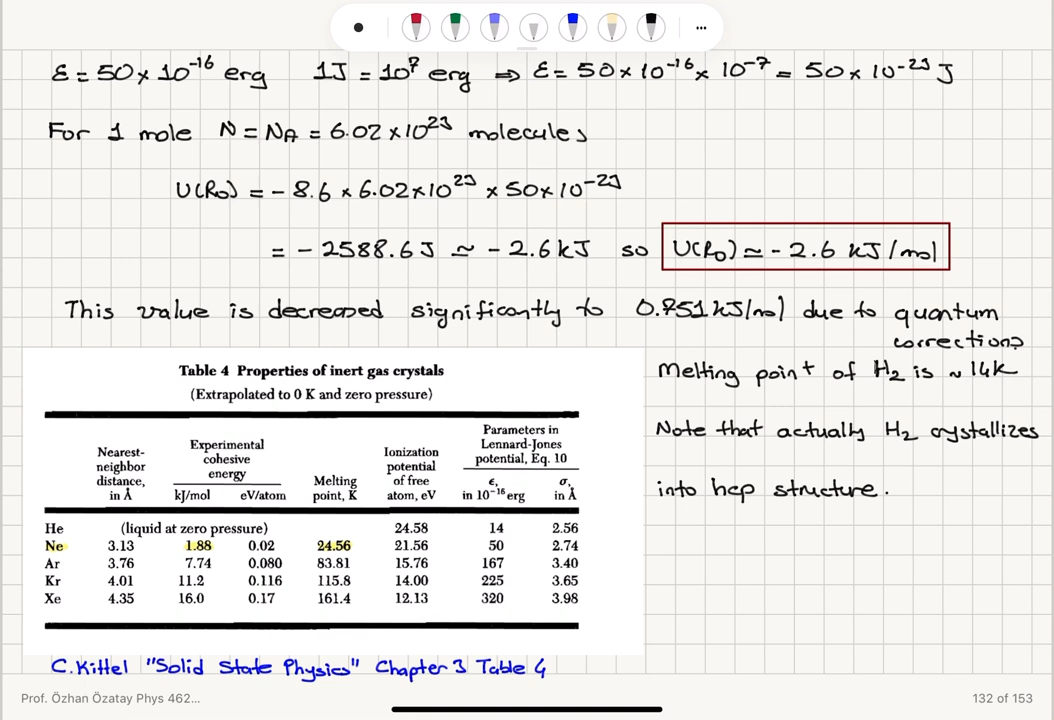 ε = 50 × 10⁻¹⁶ erg 1J = 10⁷ erg ⇒ ε = 50 × 10⁻¹⁶ × 10⁻⁷ = 50 × 10⁻²³ J
For 1 mole N = N_A = 6.02 × 10²³ molecules
U(R₀) = - 8.6 × 6.02 × 10²³ × 50 × 10⁻²³
= - 2588.6 J ≃ - 2.6 kJ so U(R₀) ≃ - 2.6 kJ/mol
This value is decreased significantly to 0.751 kJ/mol due to quantum
corrections
Melting point of H₂ is ~ 14K
Note that actually H₂ crystallizes
into hcp structure.
Table 4 Properties of inert gas crystals
(Extrapolated to 0 K and zero pressure)
Nearest-neighbor distance, in Å
Experimental cohesive energy
kJ/mol eV/atom
Melting point, K
Ionization potential of free atom, eV
Parameters in Lennard-Jones potential, Eq. 10
ϵ, in 10⁻¹⁶ erg
σ, in Å
He (liquid at zero pressure) 24.58 14 2.56
Ne 3.13 1.88 0.02 24.56 21.56 50 2.74
Ar 3.76 7.74 0.080 83.81 15.76 167 3.40
Kr 4.01 11.2 0.116 115.8 14.00 225 3.65
Xe 4.35 16.0 0.17 161.4 12.13 320 3.98
C. Kittel "Solid State Physics" Chapter 3 Table 4
Prof. Özhan Özatay Phys 462...
132 of 153